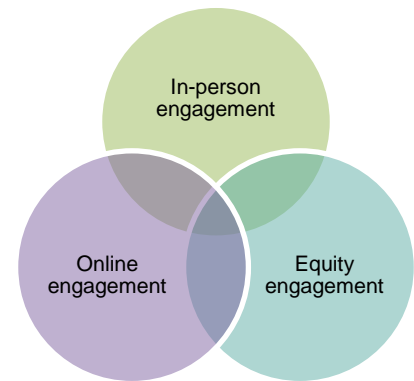 In-person
engagement
Online
engagement
Equity
engagement